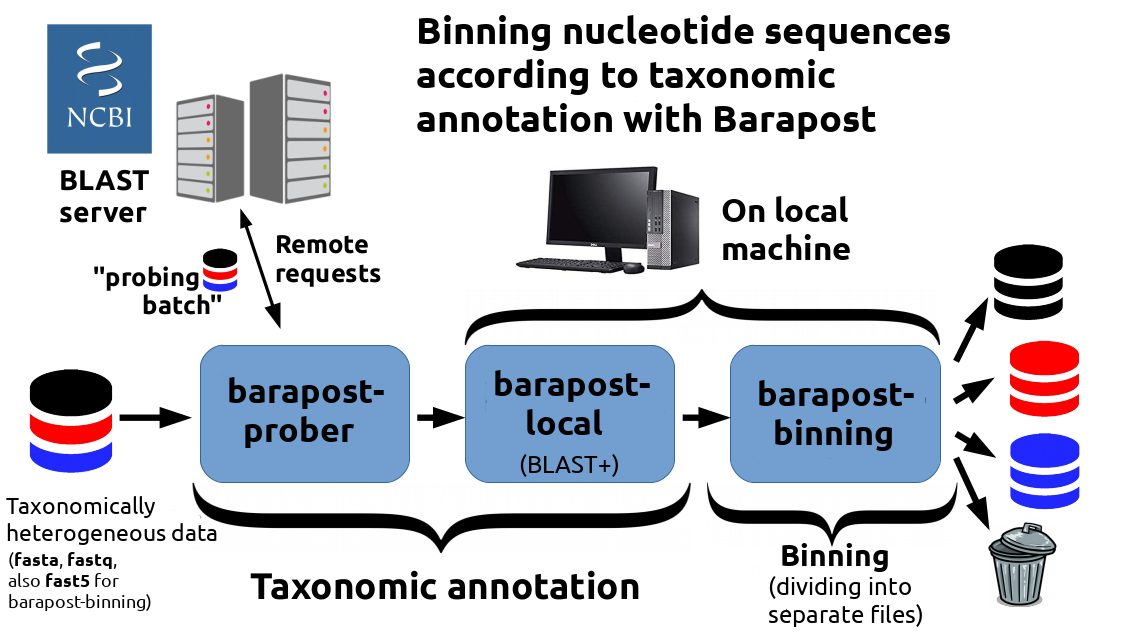 Binning nucleotide sequences
according to taxonomic
annotation with Barapost
NCBI
BLAST
server
Remote
requests
"probing
batch"
On local
machine
barapost-
prober
barapost-
local
(BLAST+)
barapost-
binning
Taxonomically
heterogeneous data
(fasta, fastq,
also fast5 for
barapost-binning)
Taxonomic annotation
Binning
(dividing into
separate files)